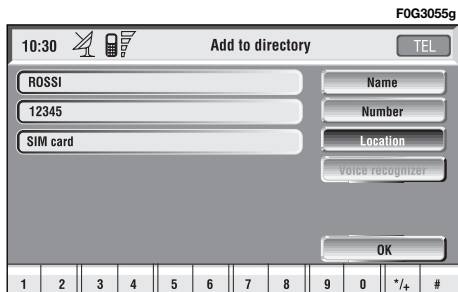 F0G3055g
10:30 Add to directory TEL
ROSSI Name
12345 Number
SIM card Location
Voice recognizer
OK
1 2 3 4 5 6 7 8 9 0 */+ #